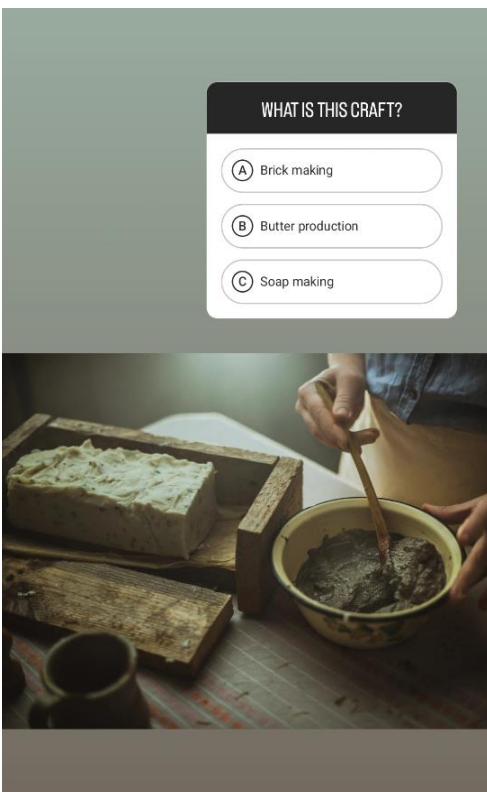 WHAT IS THIS CRAFT?
A Brick making
B Butter production
C Soap making